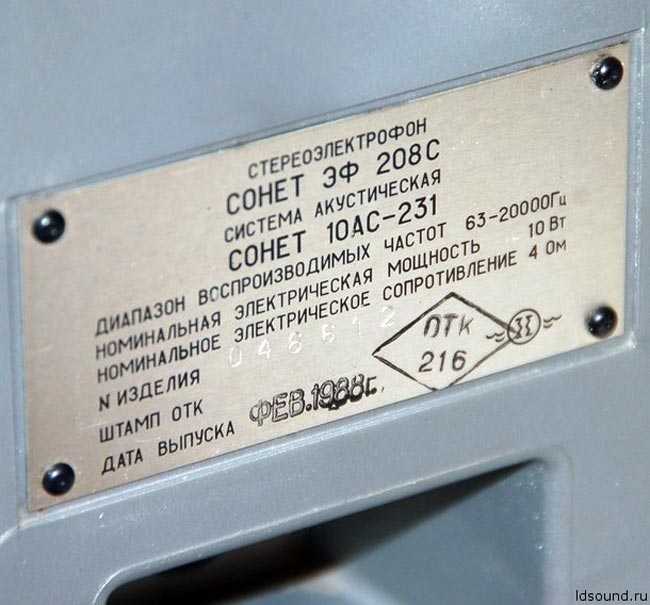 СТЕРЕОЭЛЕКТРОФОН
СОНЕТ ЭФ 208С
СИСТЕМА АКУСТИЧЕСКАЯ
СОНЕТ 10АС-231
ДИАПАЗОН ВОСПРОИЗВОДИМЫХ ЧАСТОТ 63-20000Гц
НОМИНАЛЬНАЯ ЭЛЕКТРИЧЕСКАЯ МОЩНОСТЬ 10 Вт
НОМИНАЛЬНОЕ ЭЛЕКТРИЧЕСКОЕ СОПРОТИВЛЕНИЕ 4 Ом
N ИЗДЕЛИЯ 046612
ШТАМП ОТК
ОТК
216
ДАТА ВЫПУСКА ФЕВ.1988г.
ldsound.ru